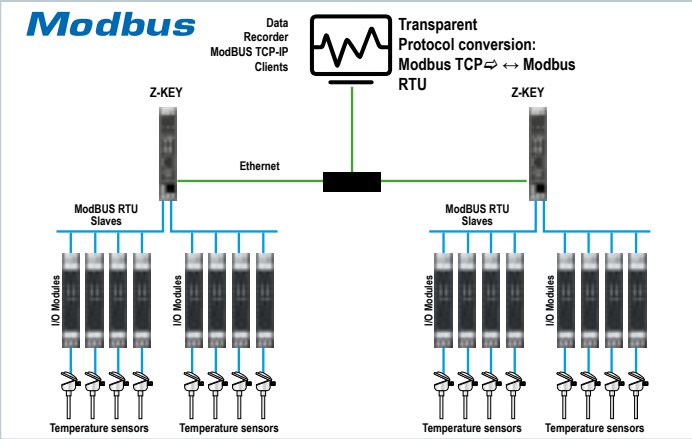 Modbus
Data
Recorder
ModBUS TCP-IP
Clients
Transparent
Protocol conversion:
Modbus TCP⇨ ↔ Modbus
RTU
Z-KEY
Z-KEY
Ethernet
ModBUS RTU
Slaves
ModBUS RTU
Slaves
I/O Modules
I/O Modules
I/O Modules
I/O Modules
Temperature sensors
Temperature sensors
Temperature sensors
Temperature sensors